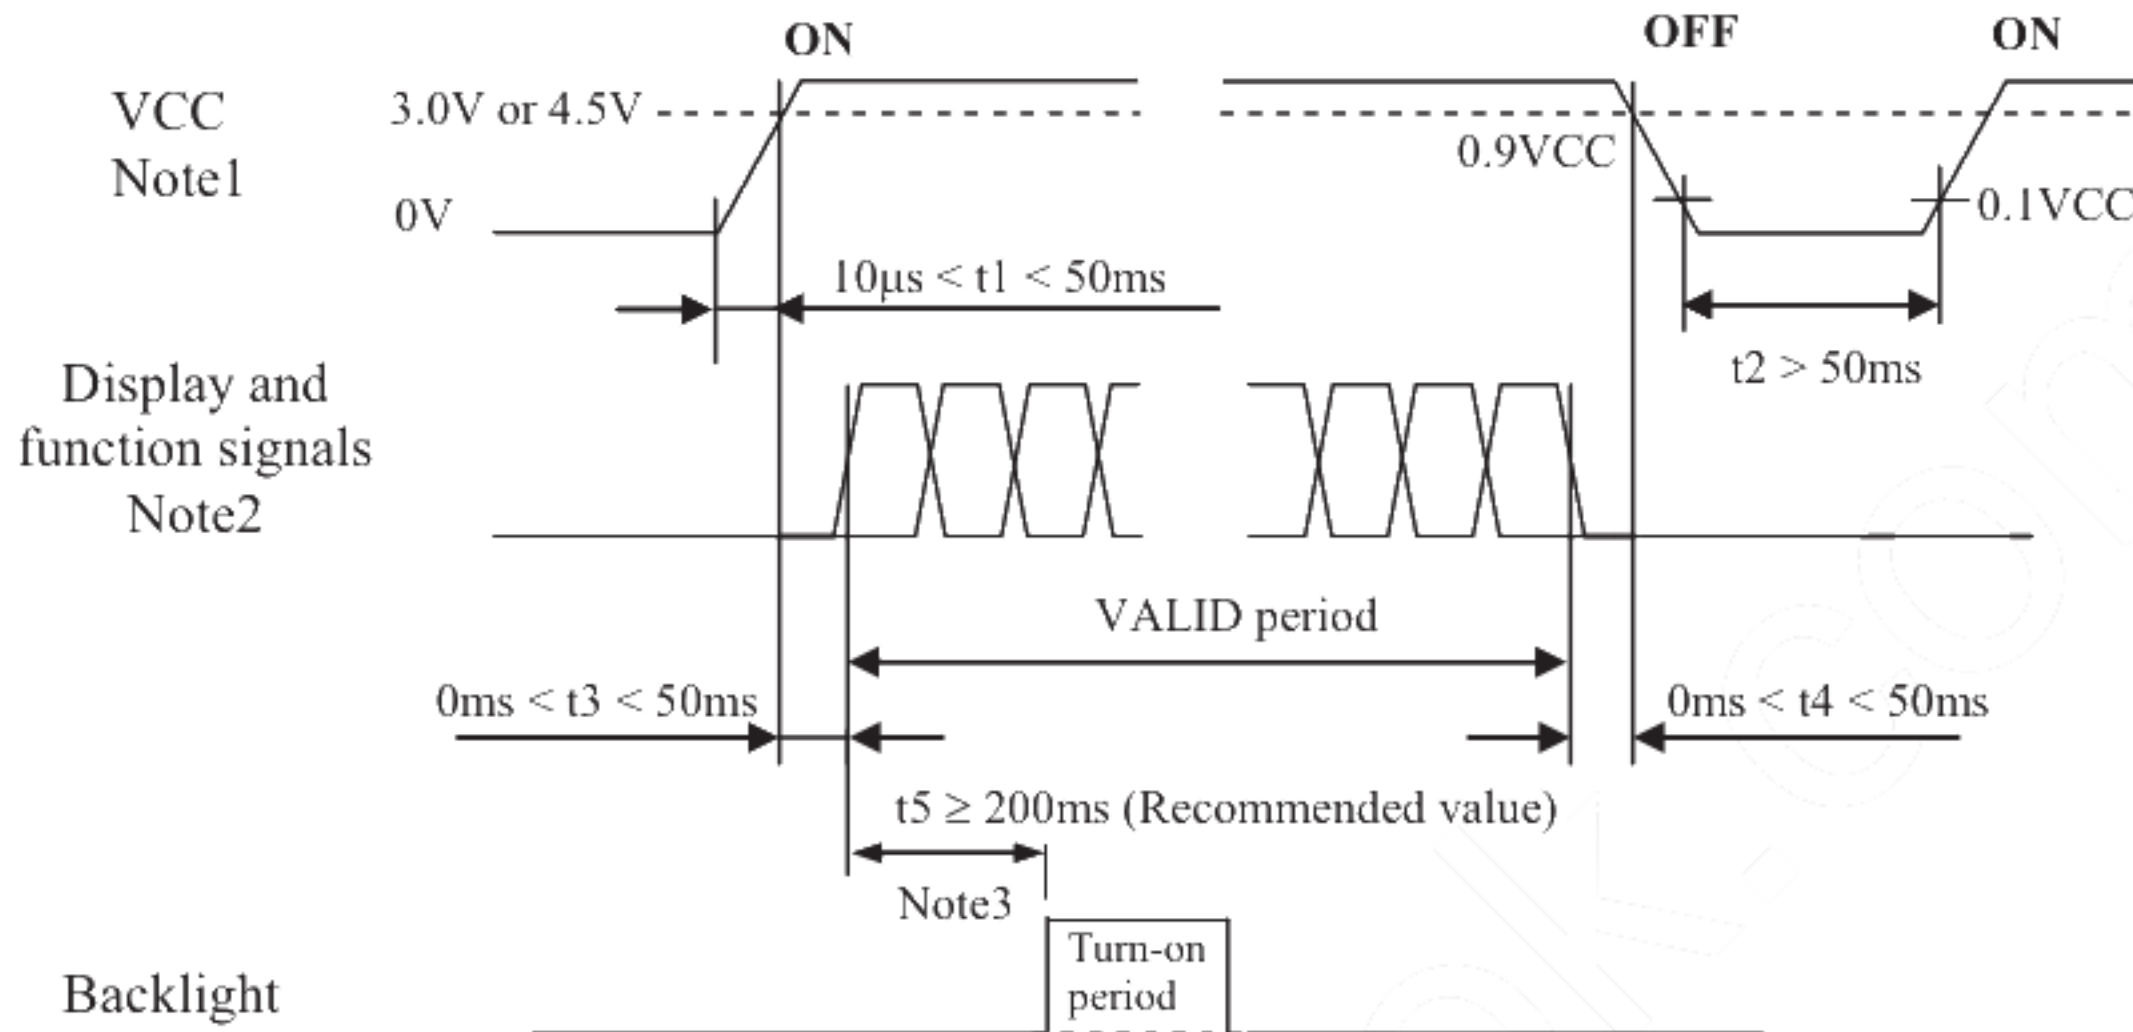 ON
OFF
ON
VCC
Note1
3.0V or 4.5V
0.9VCC
0V
0.1VCC
10μs < t1 < 50ms
t2 > 50ms
Display and
function signals
Note2
VALID period
0ms < t3 < 50ms
0ms < t4 < 50ms
t5 ≥ 200ms (Recommended value)
Note3
Turn-on
period
Backlight